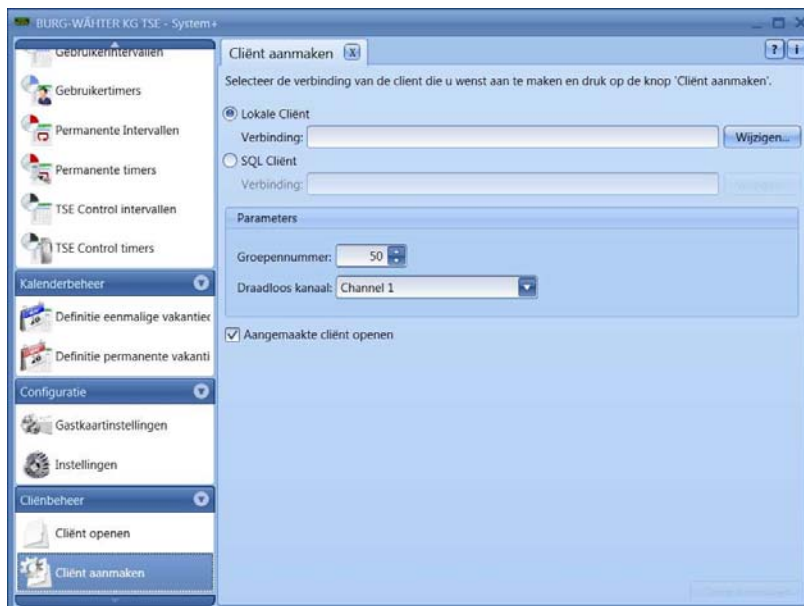 BURG-WÄHTER KG TSE - System+
Gebruikerintervallen
Gebruikertimers
Permanente Intervallen
Permanente timers
TSE Control intervallen
TSE Control timers
Kalenderbeheer
Definitie eenmalige vakantiec
Definitie permanente vakanti
Configuratie
Gastkaartinstellingen
Instellingen
Cliënbeheer
Cliënt openen
Cliënt aanmaken
Cliënt aanmaken X
? i
Selecteer de verbinding van de client die u wenst aan te maken en druk op de knop 'Cliënt aanmaken'.
Lokale Cliënt
Verbinding: Wijzigen...
SQL Cliënt
Verbinding:
Parameters
Groepennummer: 50
Draadloos kanaal: Channel 1
Aangemaakte cliënt openen